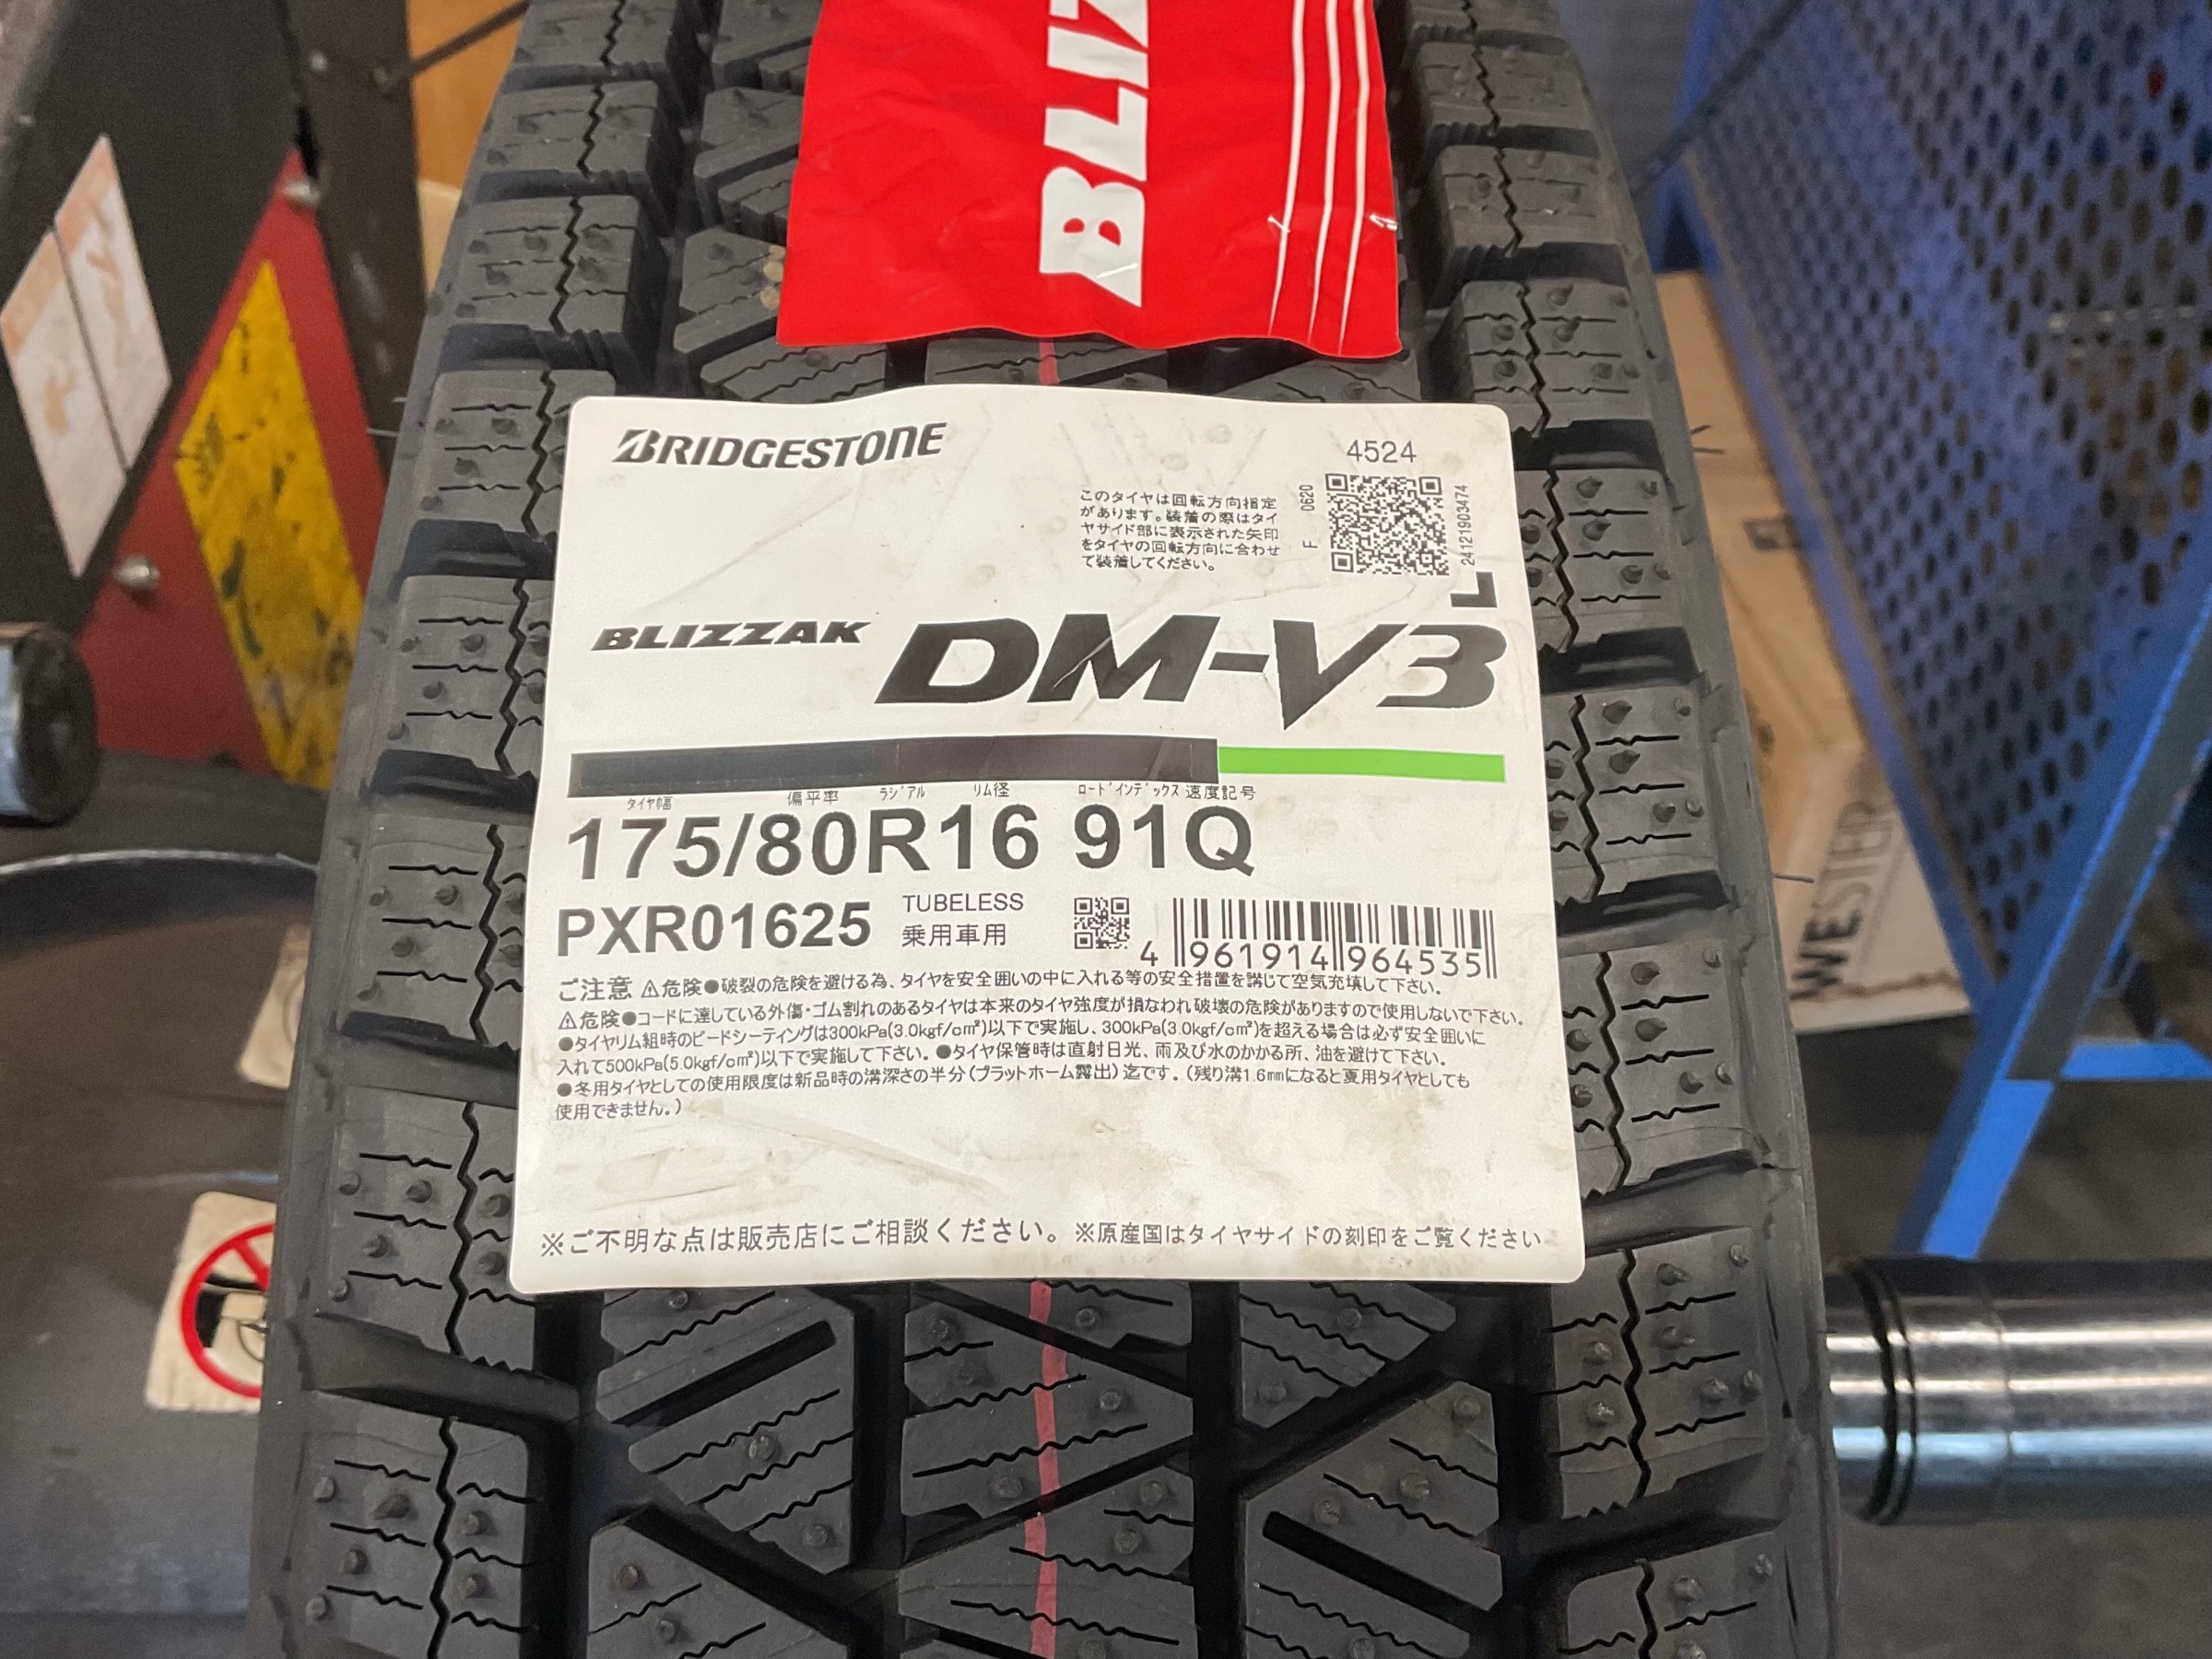 BLIZ
BRIDGESTONE
4524
このタイヤは回転方向指定
があります。装着の際はタイ
ヤサイド部に表示された矢印
をタイヤの回転方向に合わせ
て装着してください。
F 0620
24121903474
L
BLIZZAK DM-V3
タイヤ巾幅 偏平率 ラジアル リム径 ロードインデックス 速度記号
175/80R16 91Q
PXR01625
TUBELESS
乗用車用
4 961914 964535
ご注意 ⚠危険●破裂の危険を避ける為、タイヤを安全囲いの中に入れる等の安全措置を講じて空気充填して下さい。
⚠危険●コードに達している外傷・ゴム割れのあるタイヤは本来のタイヤ強度が損なわれ破壊の危険がありますので使用しないで下さい。
●タイヤリム組時のビードシーティングは300kPa(3.0kgf/c㎡)以下で実施し、300kPa(3.0kgf/c㎡)を超える場合は必ず安全囲いに
入れて500kPa(5.0kgf/c㎡)以下で実施して下さい。●タイヤ保管時は直射日光、雨及び水のかかる所、油を避けて下さい。
●冬用タイヤとしての使用限度は新品時の溝深さの半分(プラットホーム露出)迄です。(残り溝1.6mmになると夏用タイヤとしても
使用できません。)
※ご不明な点は販売店にご相談ください。※原産国はタイヤサイドの刻印をご覧ください
WESTER